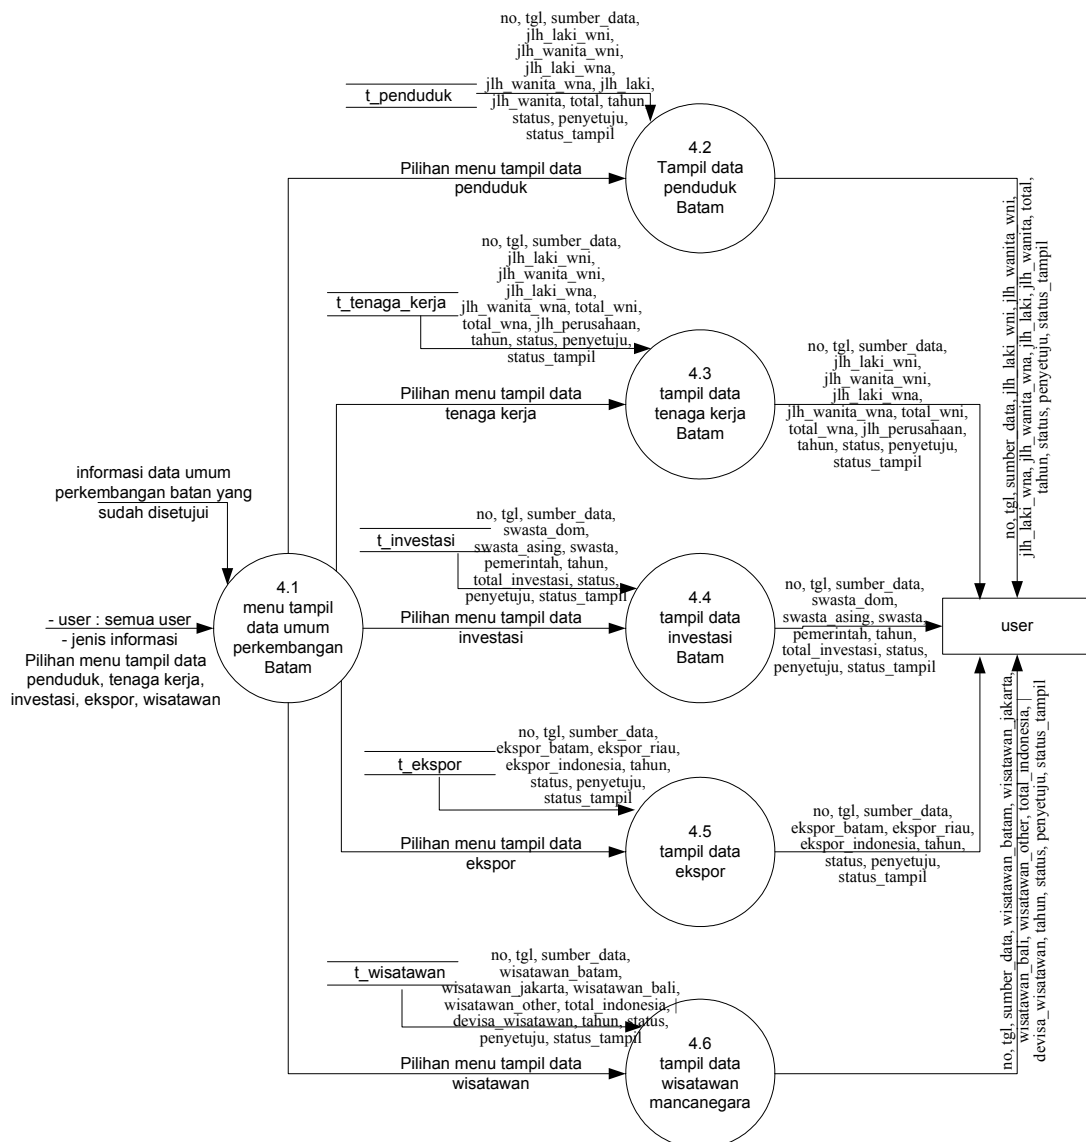 no, tgl, sumber_data,
jlh_laki_wni,
jlh_wanita_wni,
jlh_laki_wna,
jlh_wanita_wna, jlh_laki,
jlh_wanita, total, tahun,
status, penyetuju,
status_tampil
t_penduduk
Pilihan menu tampil data
penduduk
4.2
Tampil data
penduduk
Batam
no, tgl, sumber_data, jlh_laki_wni, jlh_wanita_wni,
jlh_laki_wna, jlh_wanita_wna, jlh_laki, jlh_wanita, total,
tahun, status, penyetuju, status_tampil
no, tgl, sumber_data,
jlh_laki_wni,
jlh_wanita_wni,
jlh_laki_wna,
jlh_wanita_wna, total_wni,
total_wna, jlh_perusahaan,
tahun, status, penyetuju,
status_tampil
t_tenaga_kerja
Pilihan menu tampil data
tenaga kerja
4.3
tampil data
tenaga kerja
Batam
no, tgl, sumber_data,
jlh_laki_wni,
jlh_wanita_wni,
jlh_laki_wna,
jlh_wanita_wna, total_wni,
total_wna, jlh_perusahaan,
tahun, status, penyetuju,
status_tampil
informasi data umum
perkembangan batan yang
sudah disetujui
4.1
menu tampil
data umum
perkembangan
Batam
- user : semua user
- jenis informasi
Pilihan menu tampil data
penduduk, tenaga kerja,
investasi, ekspor, wisatawan
no, tgl, sumber_data,
swasta_dom,
swasta_asing, swasta,
pemerintah, tahun,
total_investasi, status,
penyetuju, status_tampil
t_investasi
Pilihan menu tampil data
investasi
4.4
tampil data
investasi
Batam
no, tgl, sumber_data,
swasta_dom,
swasta_asing, swasta,
pemerintah, tahun,
total_investasi, status,
penyetuju, status_tampil
user
no, tgl, sumber_data,
ekspor_batam, ekspor_riau,
ekspor_indonesia, tahun,
status, penyetuju,
status_tampil
t_ekspor
Pilihan menu tampil data
ekspor
4.5
tampil data
ekspor
no, tgl, sumber_data,
ekspor_batam, ekspor_riau,
ekspor_indonesia, tahun,
status, penyetuju,
status_tampil
no, tgl, sumber_data, wisatawan_batam, wisatawan_jakarta,
wisatawan_bali, wisatawan_other, total_indonesia, |
devisa_wisatawan, tahun, status, penyetuju, status_tampil
no, tgl, sumber_data,
wisatawan_batam,
wisatawan_jakarta, wisatawan_bali,
wisatawan_other, total_indonesia, |
devisa_wisatawan, tahun, status,
penyetuju, status_tampil
t_wisatawan
Pilihan menu tampil data
wisatawan
4.6
tampil data
wisatawan
mancanegara